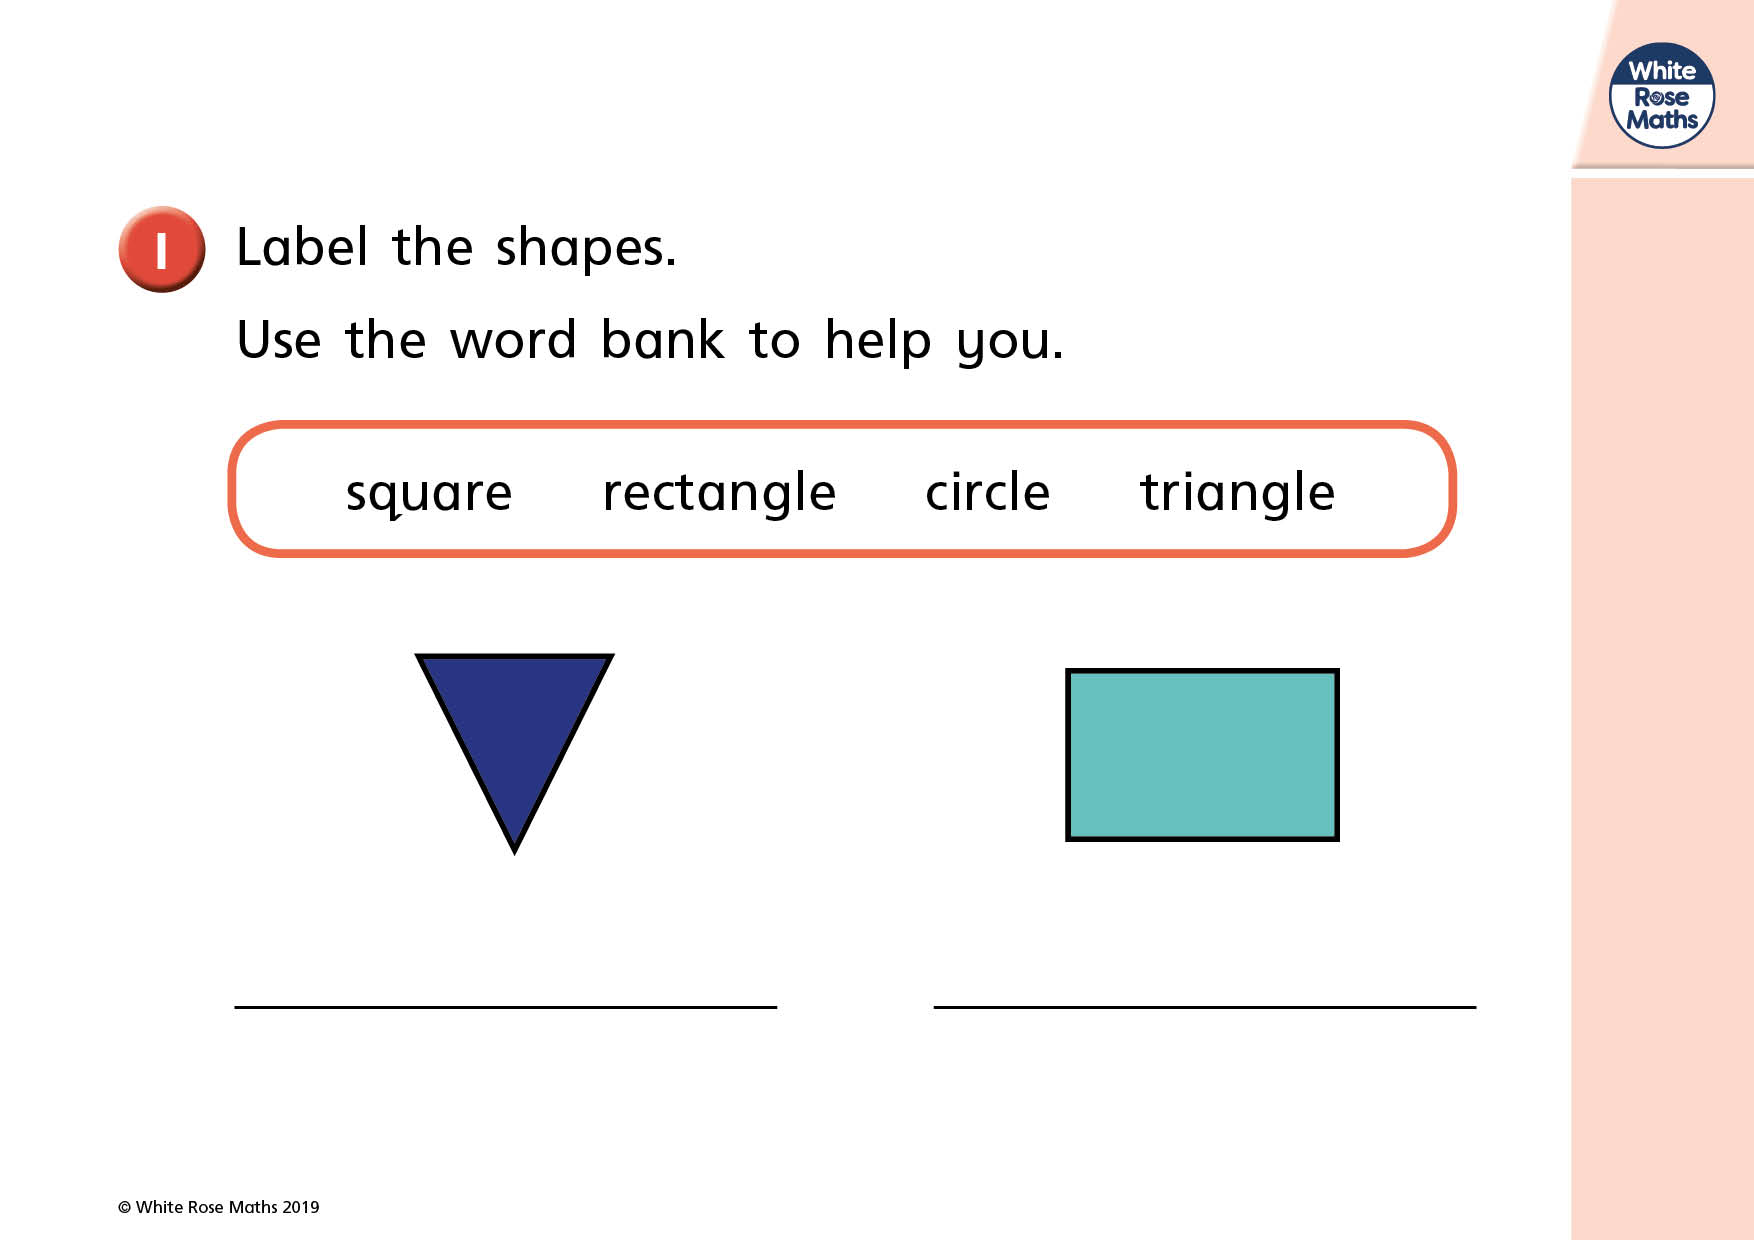 White
Rose
Maths
1 Label the shapes.
Use the word bank to help you.
square rectangle circle triangle
© White Rose Maths 2019